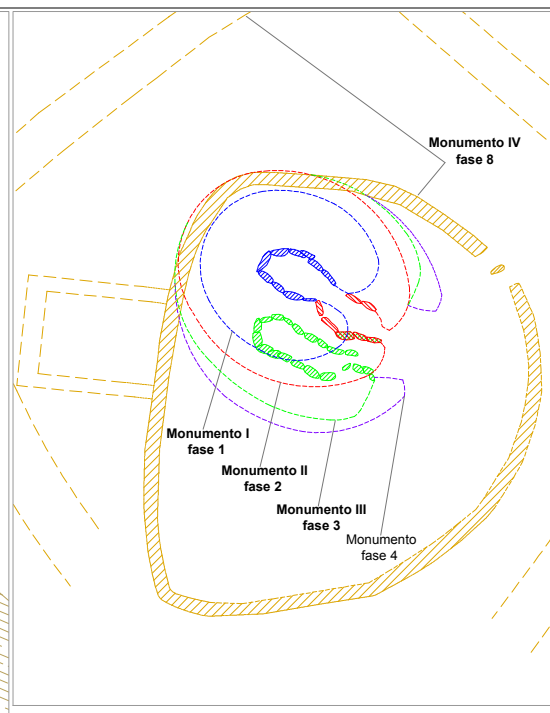 Monumento IV
fase 8
Monumento I
fase 1
Monumento II
fase 2
Monumento III
fase 3
Monumento
fase 4